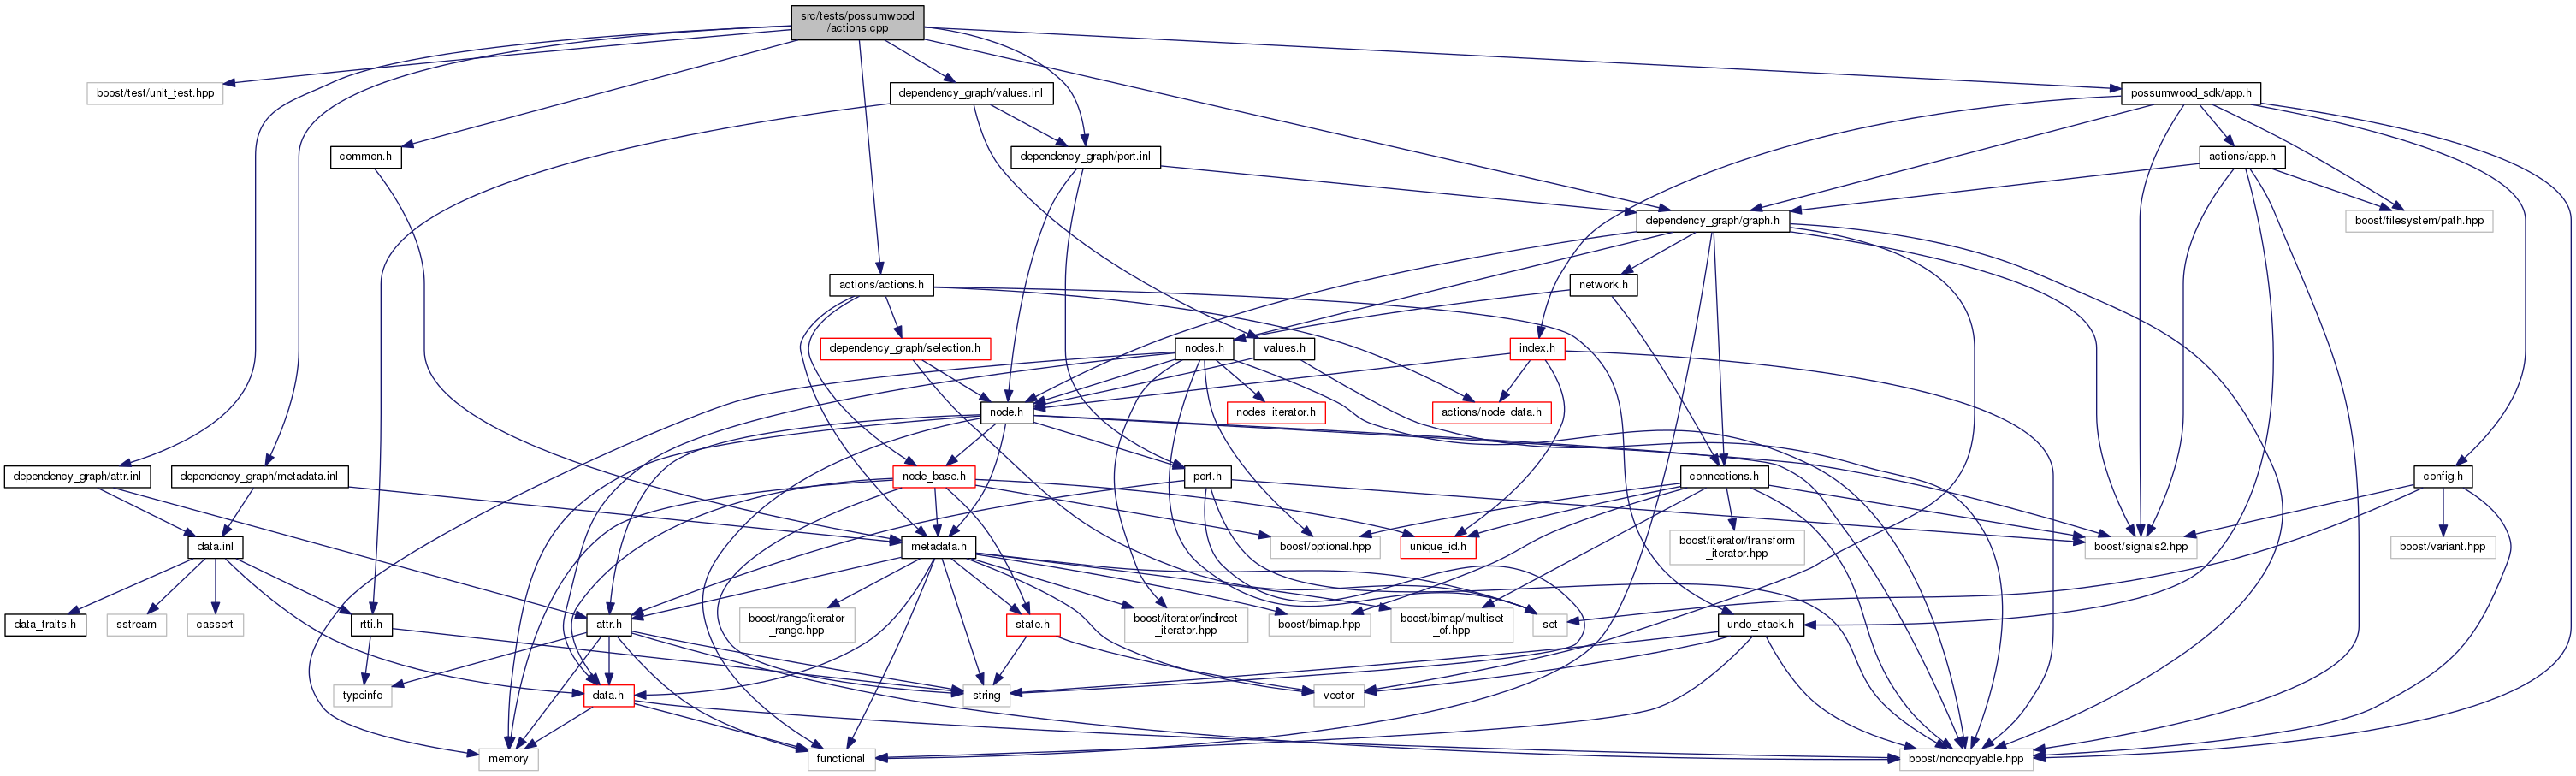 src/tests/possumwood
/actions.cpp
boost/test/unit_test.hpp
dependency_graph/values.inl
possumwood_sdk/app.h
common.h
dependency_graph/port.inl
actions/app.h
dependency_graph/graph.h
boost/filesystem/path.hpp
actions/actions.h
network.h
dependency_graph/selection.h
nodes.h
values.h
index.h
node.h
nodes_iterator.h
actions/node_data.h
dependency_graph/attr.inl
dependency_graph/metadata.inl
node_base.h
port.h
connections.h
config.h
data.inl
metadata.h
boost/optional.hpp
unique_id.h
boost/iterator/transform
_iterator.hpp
boost/signals2.hpp
boost/variant.hpp
data_traits.h
sstream
cassert
rtti.h
attr.h
boost/range/iterator
_range.hpp
state.h
boost/iterator/indirect
_iterator.hpp
boost/bimap.hpp
boost/bimap/multiset
_of.hpp
set
undo_stack.h
typeinfo
data.h
string
vector
memory
functional
boost/noncopyable.hpp